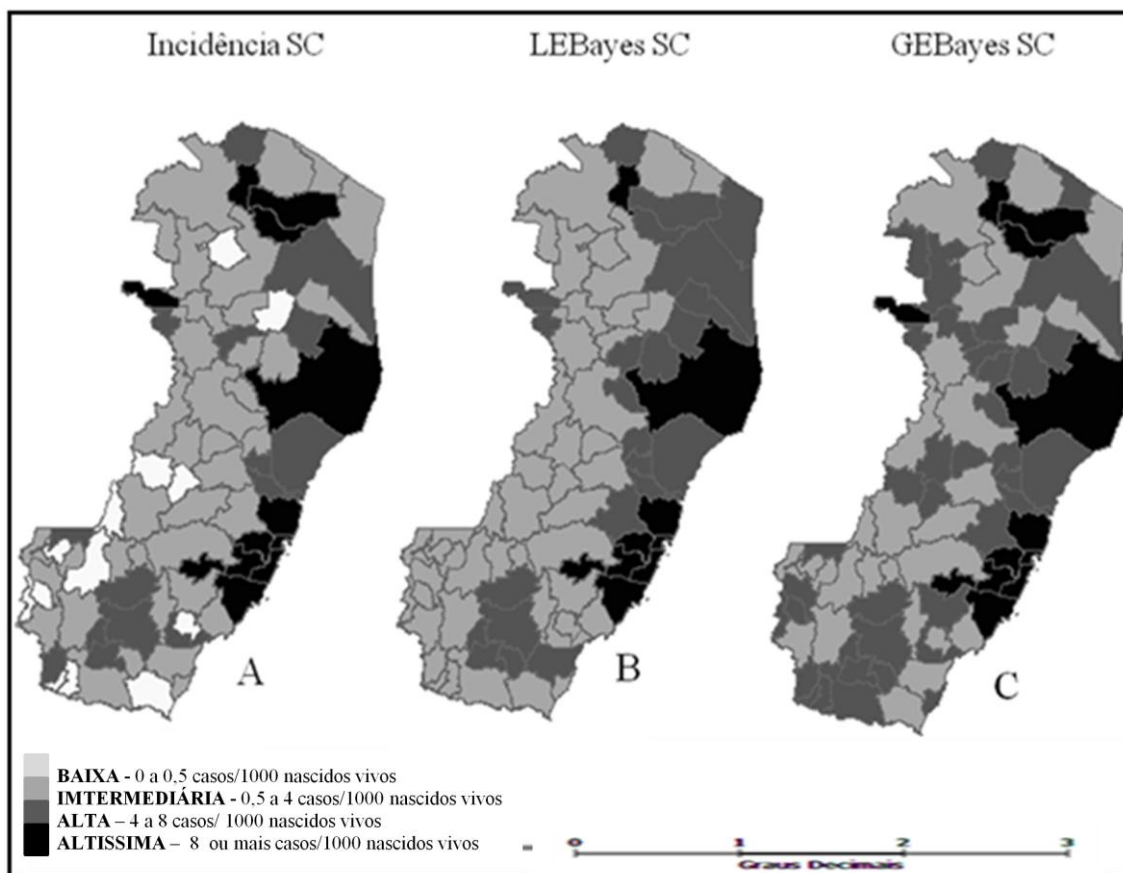 Incidência SC LEBayes SC GEBayes SC
A B C
BAIXA - 0 a 0,5 casos/1000 nascidos vivos
IMTERMEDIÁRIA - 0,5 a 4 casos/1000 nascidos vivos
ALTA – 4 a 8 casos/ 1000 nascidos vivos
ALTISSIMA – 8 ou mais casos/1000 nascidos vivos
0 1 2 3
Graus Decimais